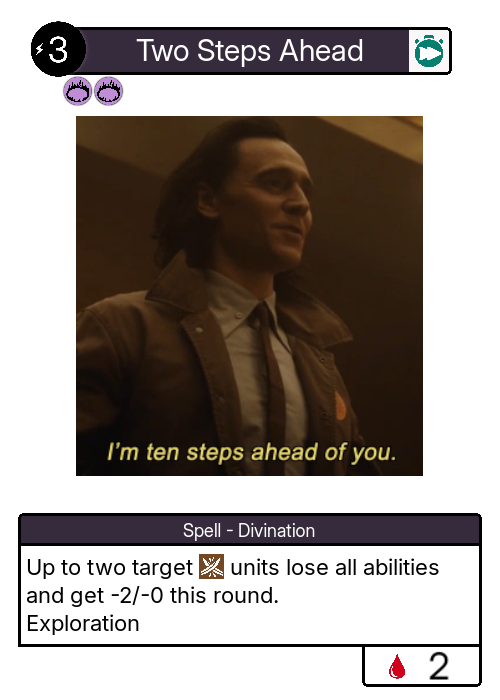 3
Two Steps Ahead
I'm ten steps ahead of you.
Spell - Divination
Up to two target units lose all abilities
and get -2/-0 this round.
Exploration
2